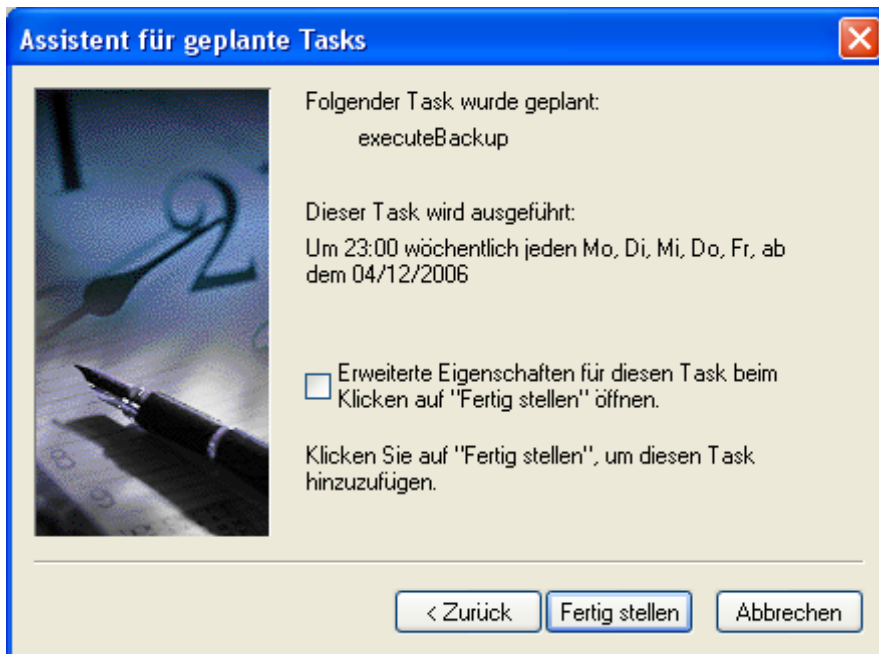 Assistent für geplante Tasks
Folgender Task wurde geplant:
executeBackup
Dieser Task wird ausgeführt:
Um 23:00 wöchentlich jeden Mo, Di, Mi, Do, Fr, ab
dem 04/12/2006
Erweiterte Eigenschaften für diesen Task beim
Klicken auf "Fertig stellen" öffnen.
Klicken Sie auf "Fertig stellen", um diesen Task
hinzuzufügen.
< Zurück
Fertig stellen
Abbrechen